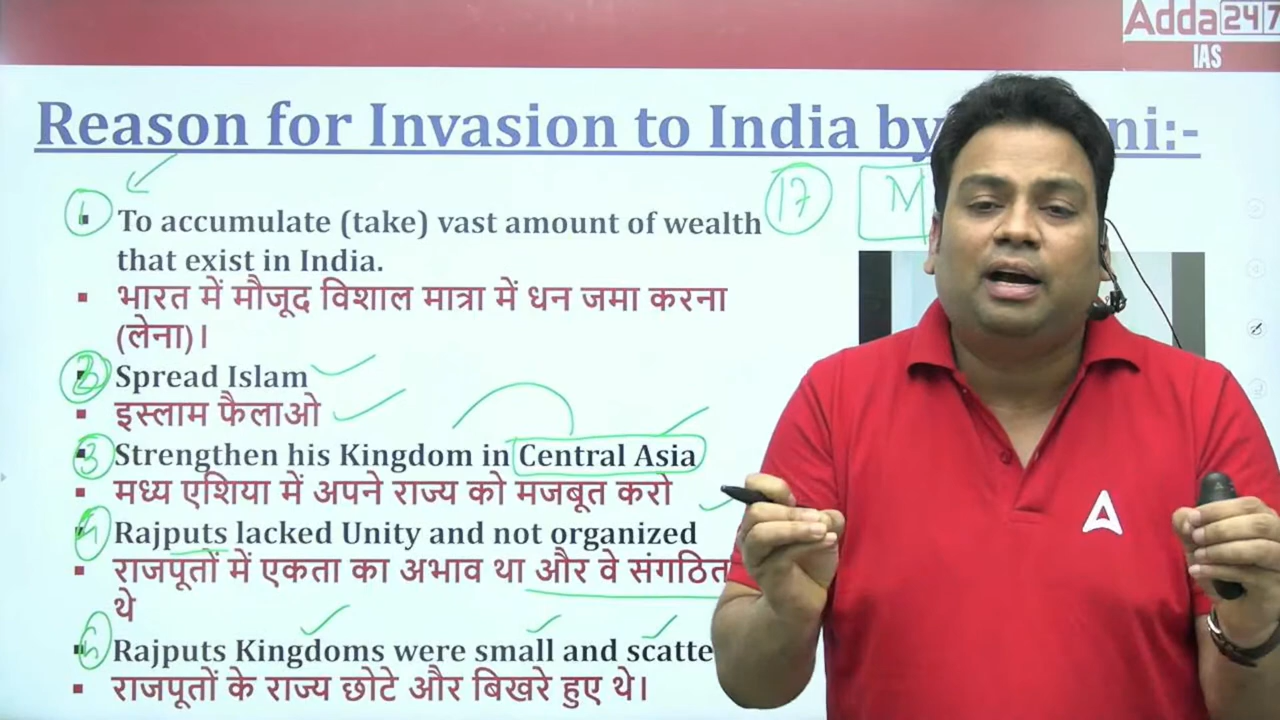 Adda247
IAS
Reason for Invasion to India by ni:-
17 M
1 To accumulate (take) vast amount of wealth
that exist in India.
भारत में मौजूद विशाल मात्रा में धन जमा करना
(लेना)।
Spread Islam
इस्लाम फैलाओ
3 Strengthen his Kingdom in Central Asia
मध्य एशिया में अपने राज्य को मजबूत करो
4 Rajputs lacked Unity and not organized
राजपूतों में एकता का अभाव था और वे संगठित
थे
Rajputs Kingdoms were small and scatte
राजपूतों के राज्य छोटे और बिखरे हुए थे।